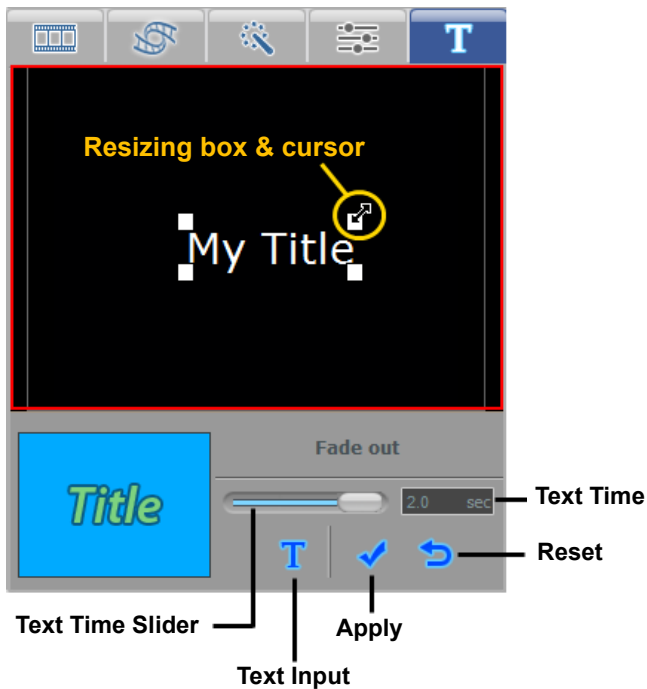 T
Resizing box & cursor
My Title
Fade out
Title
2.0 sec
Text Time
T
Reset
Text Time Slider
Apply
Text Input